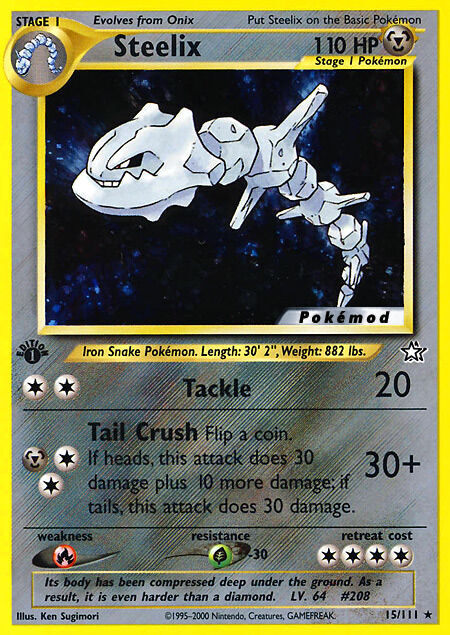 STAGE 1 Evolves from Onix Put Steelix on the Basic Pokémon
Steelix 110 HP
Stage 1 Pokémon
Pokémod
EDITION
1
Iron Snake Pokémon. Length: 30' 2", Weight: 882 lbs.
Tackle 20
Tail Crush Flip a coin.
If heads, this attack does 30
damage plus 10 more damage; if
tails, this attack does 30 damage.
30+
weakness resistance retreat cost
-30
Its body has been compressed deep under the ground. As a
result, it is even harder than a diamond. LV. 64 #208
Illus. Ken Sugimori ©1995-2000 Nintendo, Creatures, GAMEFREAK. 15/111 ★